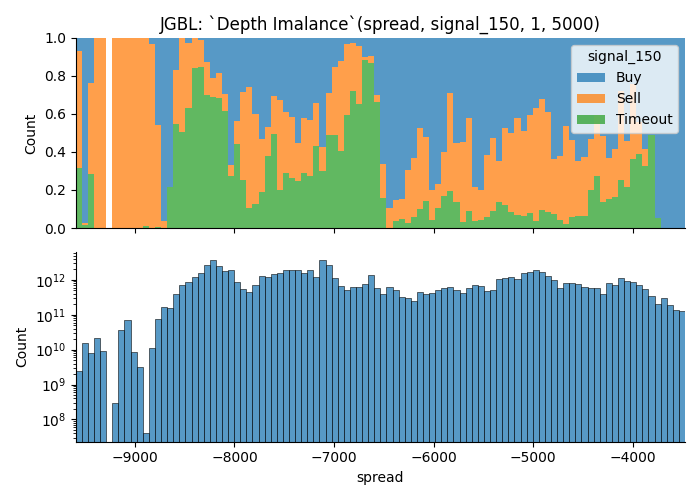 JGBL: `Depth Imalance`(spread, signal_150, 1, 5000)
Count
1.0
0.8
0.6
0.4
0.2
0.0
signal_150
Buy
Sell
Timeout
Count
10¹²
10¹¹
10¹⁰
10⁹
10⁸
−9000 −8000 −7000 −6000 −5000 −4000
spread